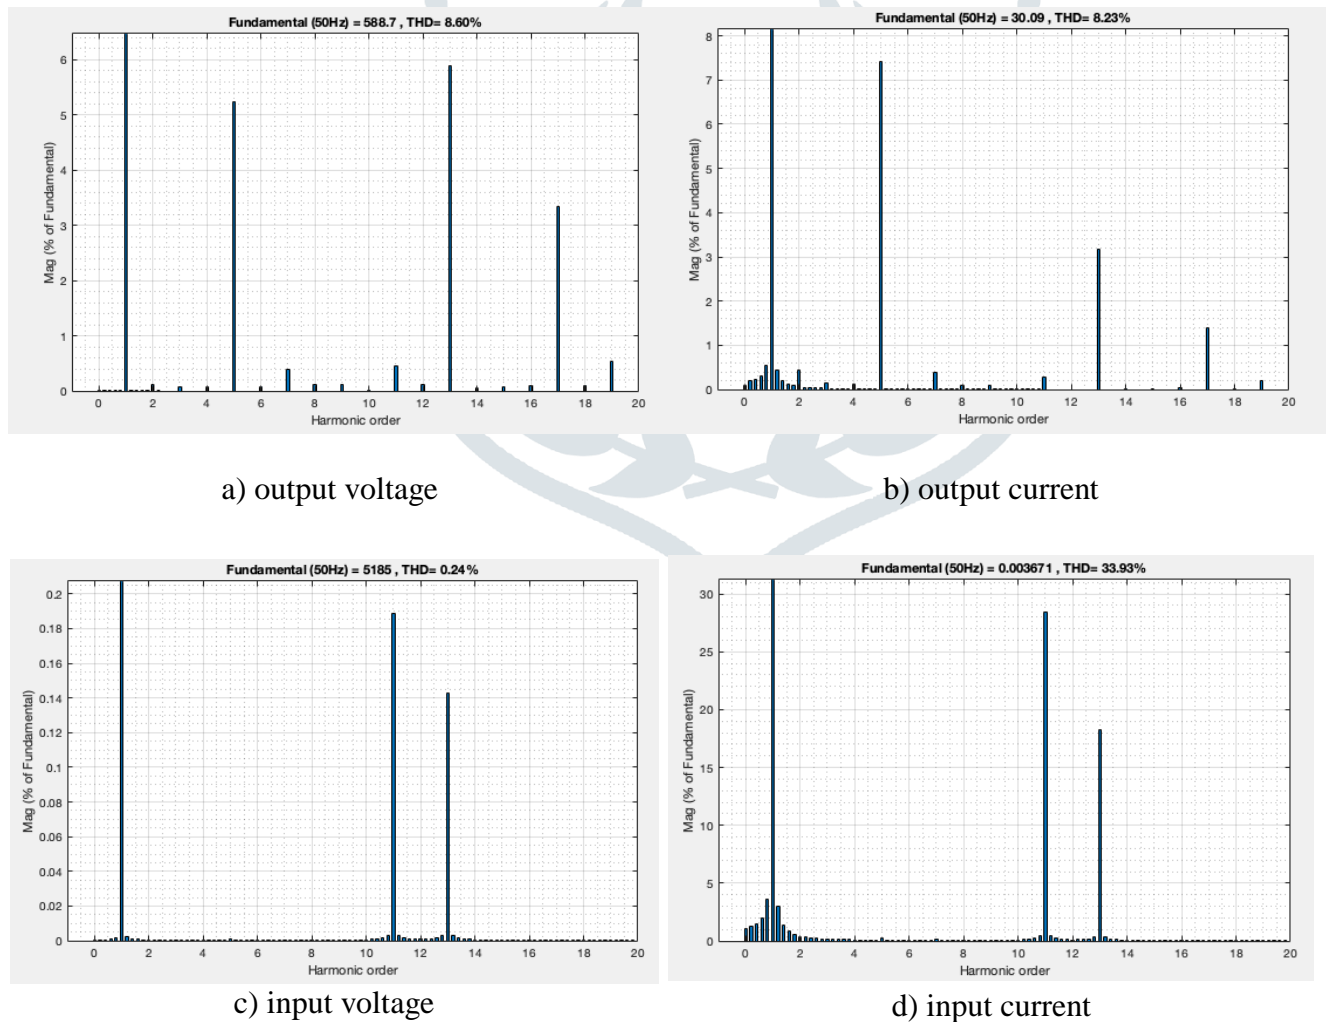 Fundamental (50Hz) = 588.7 , THD= 8.60%
Mag (% of Fundamental)
6
5
4
3
2
1
0
0 2 4 6 8 10 12 14 16 18 20
Harmonic order
a) output voltage
Fundamental (50Hz) = 30.09 , THD= 8.23%
Mag (% of Fundamental)
8
7
6
5
4
3
2
1
0
0 2 4 6 8 10 12 14 16 18 20
Harmonic order
b) output current
Fundamental (50Hz) = 5185 , THD= 0.24%
Mag (% of Fundamental)
0.2
0.18
0.16
0.14
0.12
0.1
0.08
0.06
0.04
0.02
0
0 2 4 6 8 10 12 14 16 18 20
Harmonic order
c) input voltage
Fundamental (50Hz) = 0.003671 , THD= 33.93%
Mag (% of Fundamental)
30
25
20
15
10
5
0
0 2 4 6 8 10 12 14 16 18 20
Harmonic order
d) input current